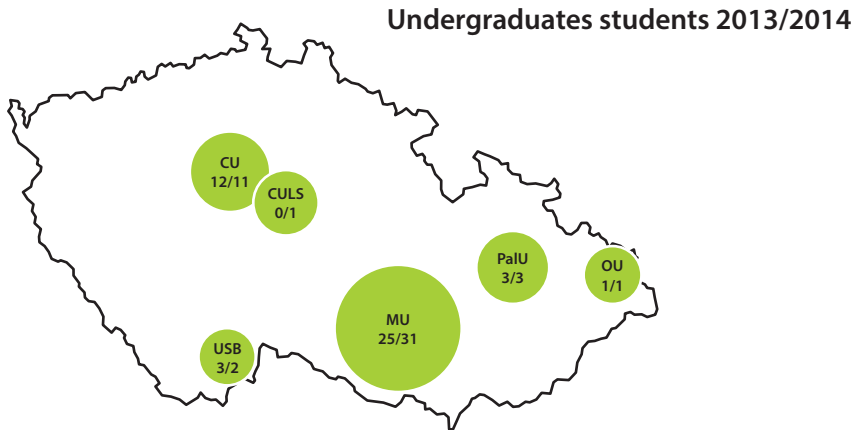 Undergraduates students 2013/2014
CU
12/11
CULS
0/1
PalU
3/3
OU
1/1
MU
25/31
USB
3/2